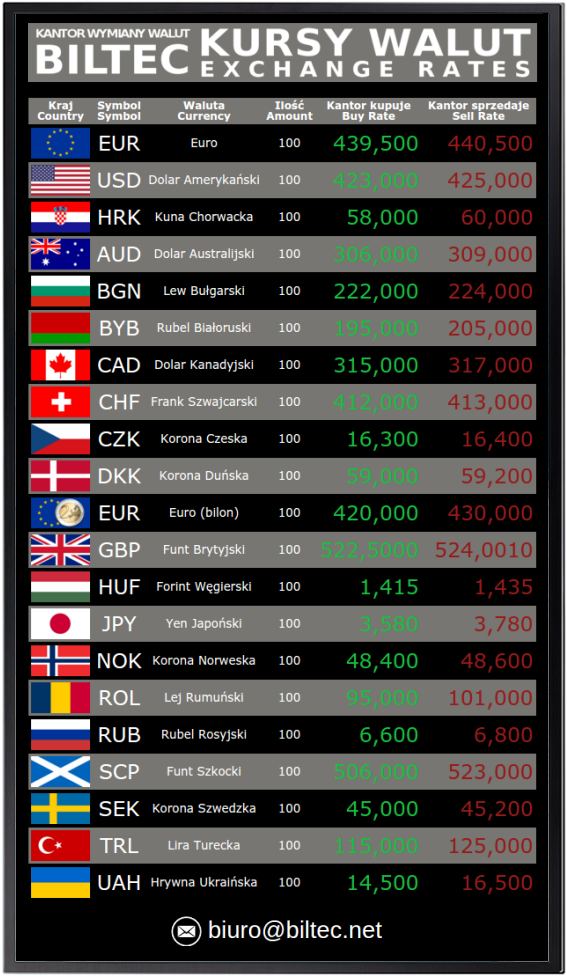 KANTOR WYMIANY WALUT
BILTEC
KURSY WALUT
EXCHANGE RATES
Kraj Symbol Waluta Ilość Kantor kupuje Kantor sprzedaje
Country Symbol Currency Amount Buy Rate Sell Rate
EUR Euro 100 439,500 440,500
USD Dolar Amerykański 100 423,000 425,000
HRK Kuna Chorwacka 100 58,000 60,000
AUD Dolar Australijski 100 306,000 309,000
BGN Lew Bułgarski 100 222,000 224,000
BYB Rubel Białoruski 100 195,000 205,000
CAD Dolar Kanadyjski 100 315,000 317,000
CHF Frank Szwajcarski 100 412,000 413,000
CZK Korona Czeska 100 16,300 16,400
DKK Korona Duńska 100 59,000 59,200
EUR Euro (bilon) 100 420,000 430,000
GBP Funt Brytyjski 100 522,5000 524,0010
HUF Forint Węgierski 100 1,415 1,435
JPY Yen Japoński 100 3,580 3,780
NOK Korona Norweska 100 48,400 48,600
ROL Lej Rumuński 100 95,000 101,000
RUB Rubel Rosyjski 100 6,600 6,800
SCP Funt Szkocki 100 506,000 523,000
SEK Korona Szwedzka 100 45,000 45,200
TRL Lira Turecka 100 115,000 125,000
UAH Hrywna Ukraińska 100 14,500 16,500
biuro@biltec.net